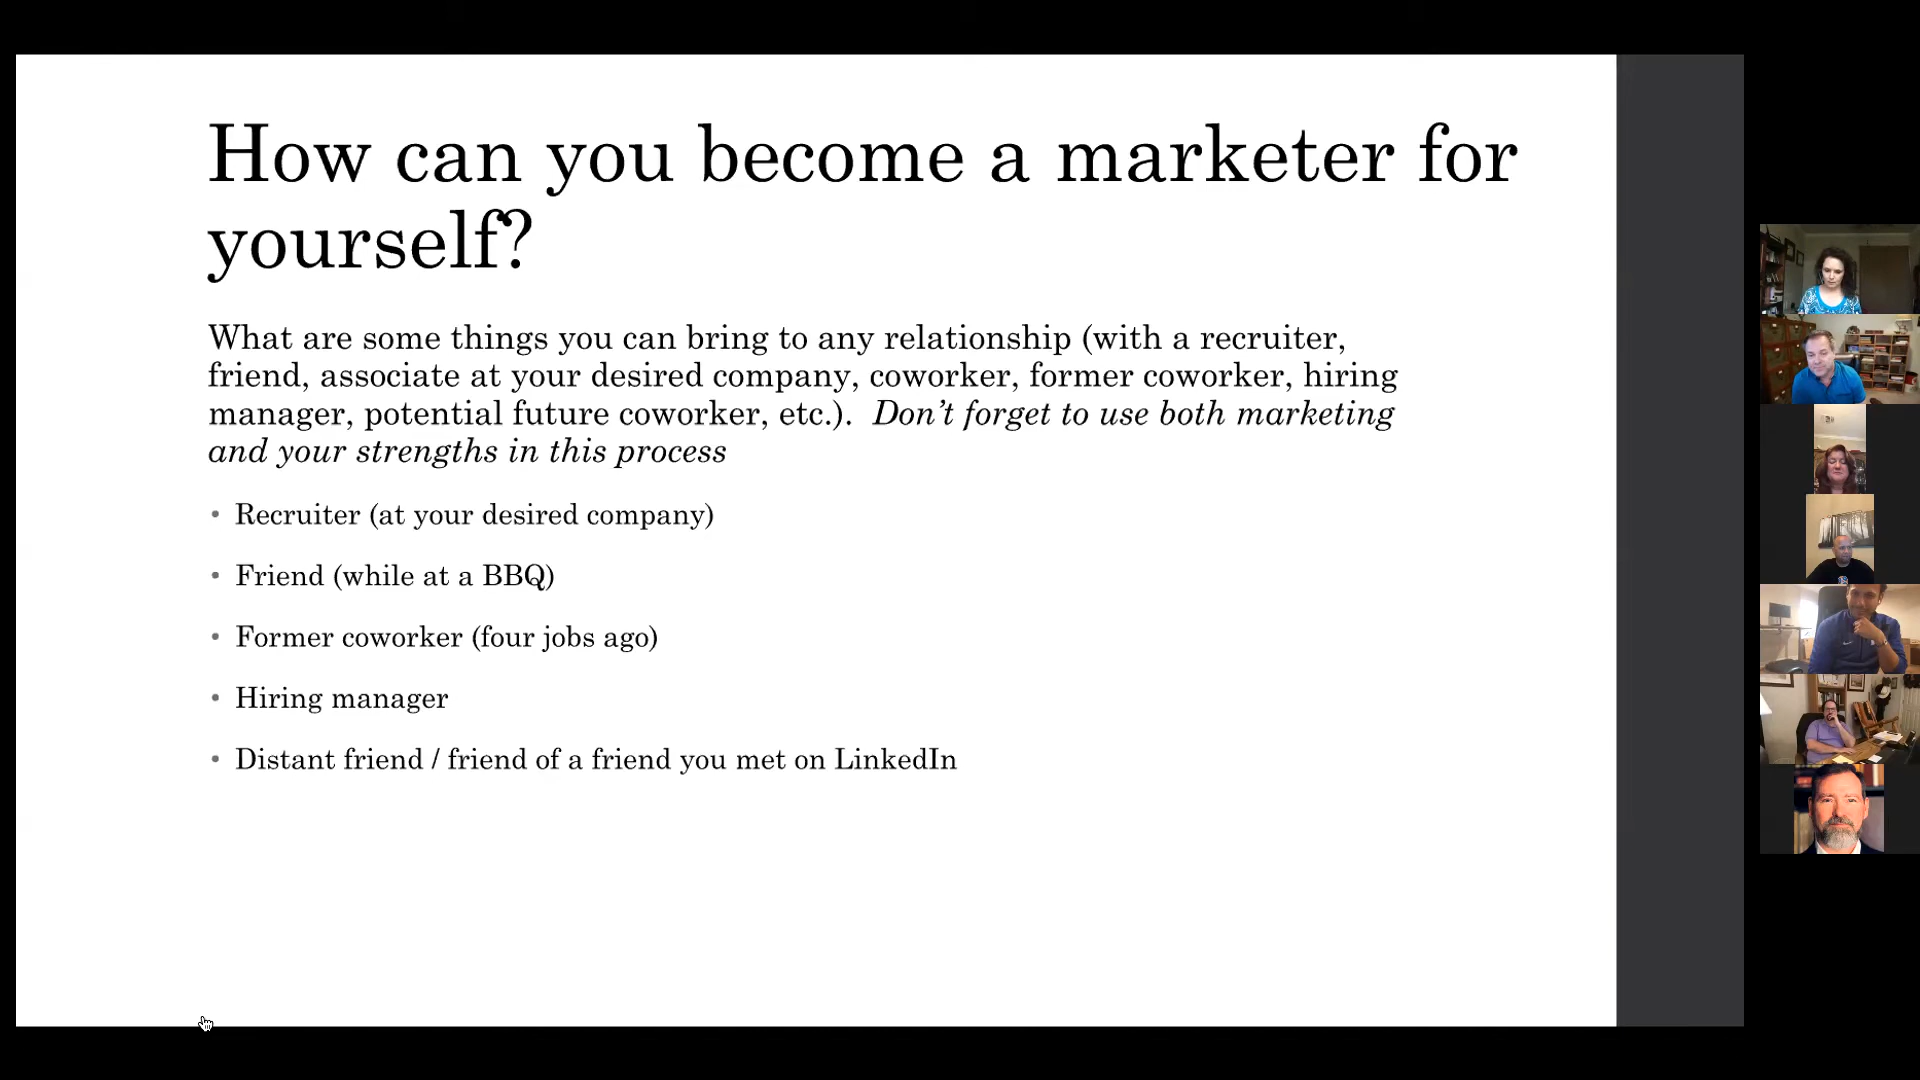 How can you become a marketer for
yourself?
What are some things you can bring to any relationship (with a recruiter,
friend, associate at your desired company, coworker, former coworker, hiring
manager, potential future coworker, etc.).  Don’t forget to use both marketing
and your strengths in this process
• Recruiter (at your desired company)
• Friend (while at a BBQ)
• Former coworker (four jobs ago)
• Hiring manager
• Distant friend / friend of a friend you met on LinkedIn